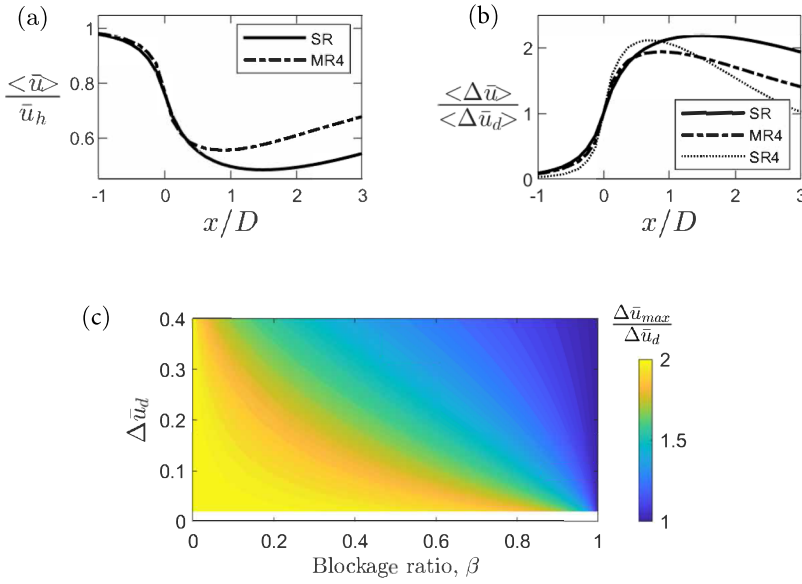 (a)
1
0.8
0.6
<ū>
ū_h
SR
MR4
-1 0 1 2 3
x/D
(b)
2
1
0
<Δū>
<Δū_d>
SR
MR4
SR4
-1 0 1 2 3
x/D
(c)
0.4
0.3
0.2
0.1
0
Δū_d
0 0.2 0.4 0.6 0.8 1
Blockage ratio, β
Δū_max
Δū_d
2
1.5
1